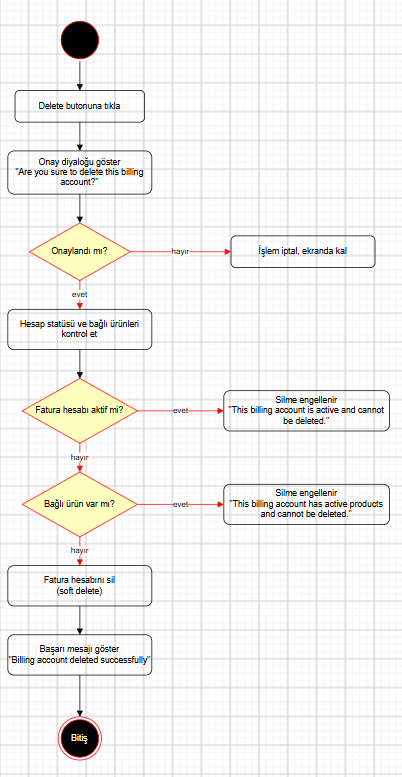 Delete butonuna tıkla
Onay diyaloğu göster
"Are you sure to delete this billing
account?"
Onaylandı mı?
hayır
İşlem iptal, ekranda kal
evet
Hesap statüsü ve bağlı ürünleri
kontrol et
Fatura hesabı aktif mi?
evet
Silme engellenir
"This billing account is active and cannot
be deleted."
hayır
Bağlı ürün var mı?
evet
Silme engellenir
"This billing account has active products
and cannot be deleted."
hayır
Fatura hesabını sil
(soft delete)
Başarı mesajı göster
"Billing account deleted successfully"
Bitiş